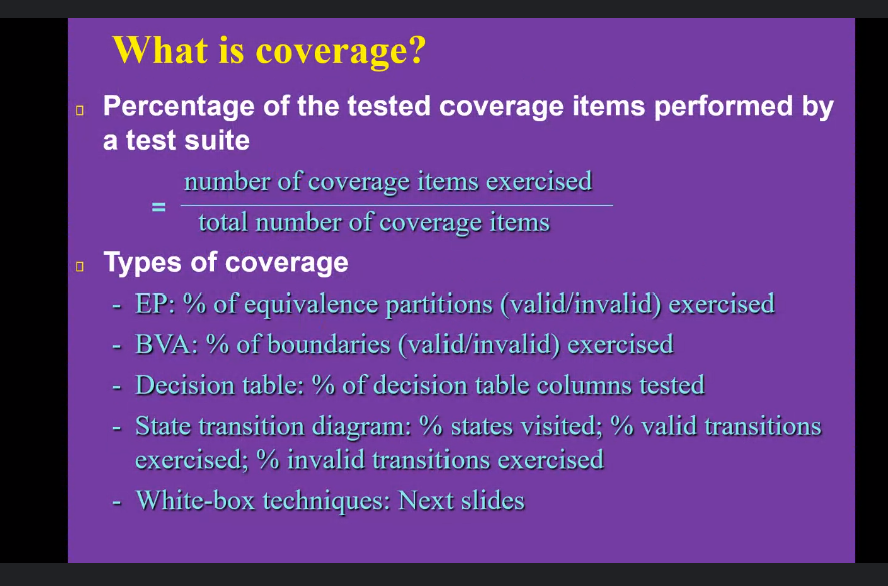 What is coverage?
Percentage of the tested coverage items performed by
a test suite
number of coverage items exercised
=
total number of coverage items
Types of coverage
- EP: % of equivalence partitions (valid/invalid) exercised
- BVA: % of boundaries (valid/invalid) exercised
- Decision table: % of decision table columns tested
- State transition diagram: % states visited; % valid transitions
exercised; % invalid transitions exercised
- White-box techniques: Next slides